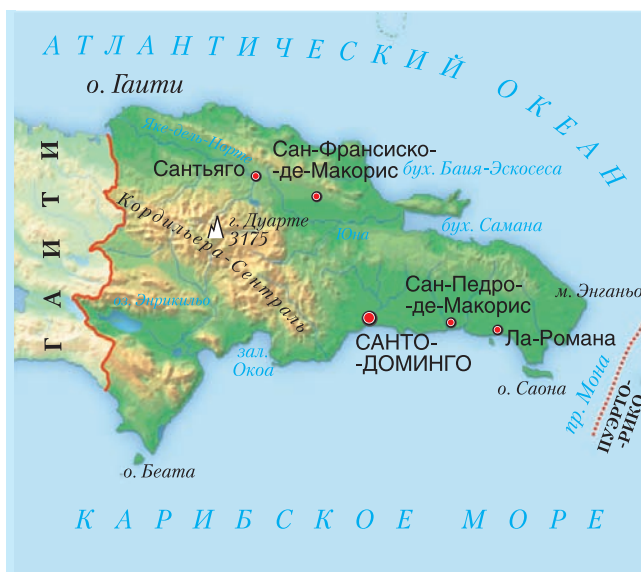 АТЛАНТИЧЕСКИЙ ОКЕАН
о. Гаити
Яке-дель-Норте
Сан-Франсиско-
-де-Макорис
бух. Баия-Эскосеса
Сантьяго
ГАИТИ
Кордильера-Сентраль
г. Дуарте
3175
Юна
бух. Самана
оз. Энрикильо
Сан-Педро-
-де-Макорис
м. Энганьо
зал.
Окоа
САНТО-
-ДОМИНГО
Ла-Романа
о. Саона
пр. Мона
ПУЭРТО-
-РИКО
о. Беата
КАРИБСКОЕ МОРЕ